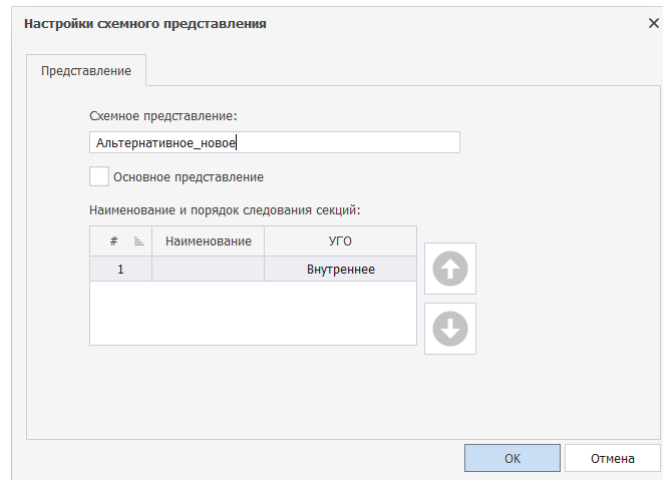 Настройки схемного представления
Представление
Схемное представление:
Альтернативное_новое
Основное представление
Наименование и порядок следования секций:
# Наименование УГО
1 Внутреннее
OK Отмена